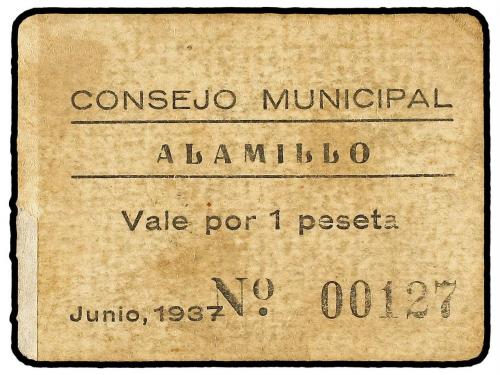 CONSEJO MUNICIPAL
ALAMILLO
Vale por 1 peseta
Junio, 1937 Nº. 00127